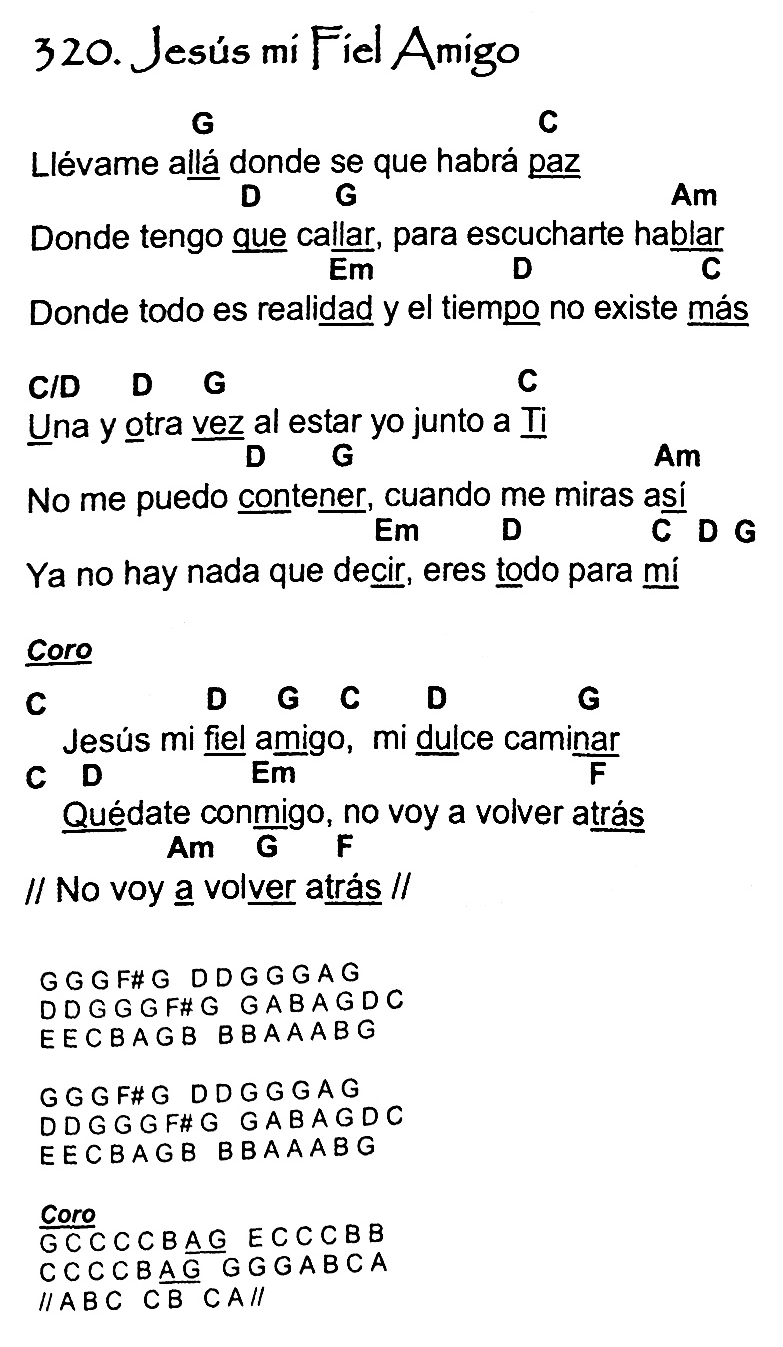 320. Jesús mi Fiel Amigo
G C
Llévame allá donde se que habrá paz
D G Am
Donde tengo que callar, para escucharte hablar
Em D C
Donde todo es realidad y el tiempo no existe más
C/D D G C
Una y otra vez al estar yo junto a Ti
D G Am
No me puedo contener, cuando me miras así
Em D C D G
Ya no hay nada que decir, eres todo para mí
Coro
C D G C D G
Jesús mi fiel amigo, mi dulce caminar
C D Em F
Quédate conmigo, no voy a volver atrás
Am G F
// No voy a volver atrás //
G G G F# G D D G G G A G
D D G G G F# G G A B A G D C
E E C B A G B B B A A A B G
G G G F# G D D G G G A G
D D G G G F# G G A B A G D C
E E C B A G B B B A A A B G
Coro
G C C C C B A G E C C C B B
C C C C B A G G G G A B C A
// A B C C B C A //